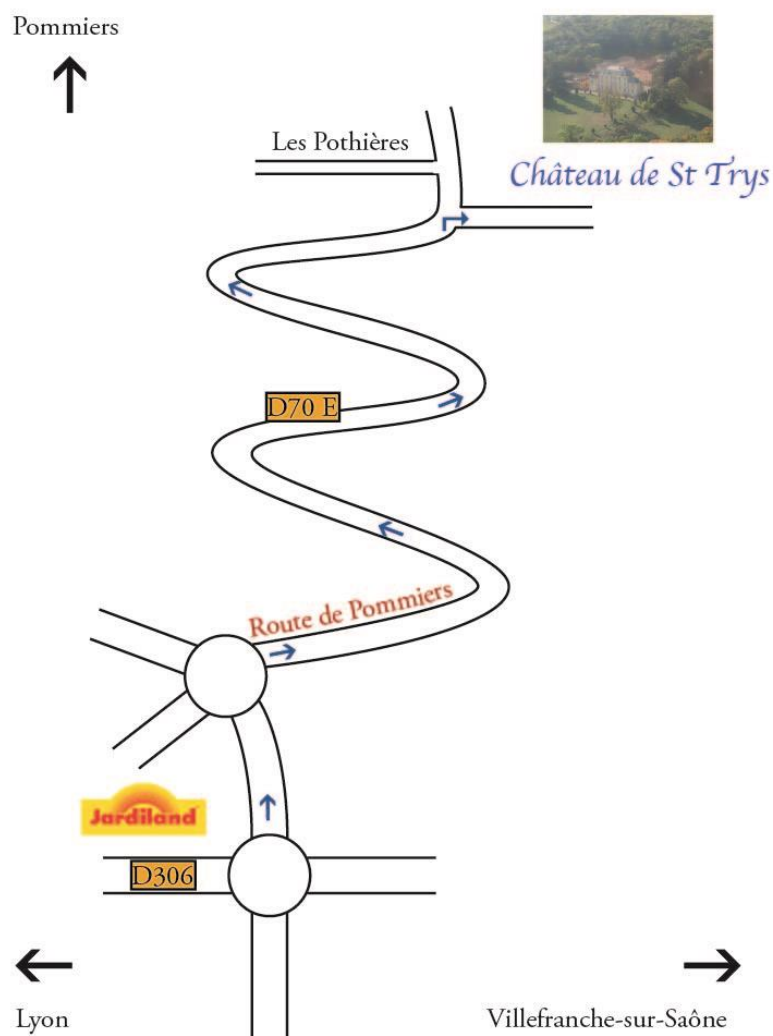 Pommiers
Les Pothières
Château de St Trys
D70 E
Route de Pommiers
Jardiland
D306
Lyon
Villefranche-sur-Saône